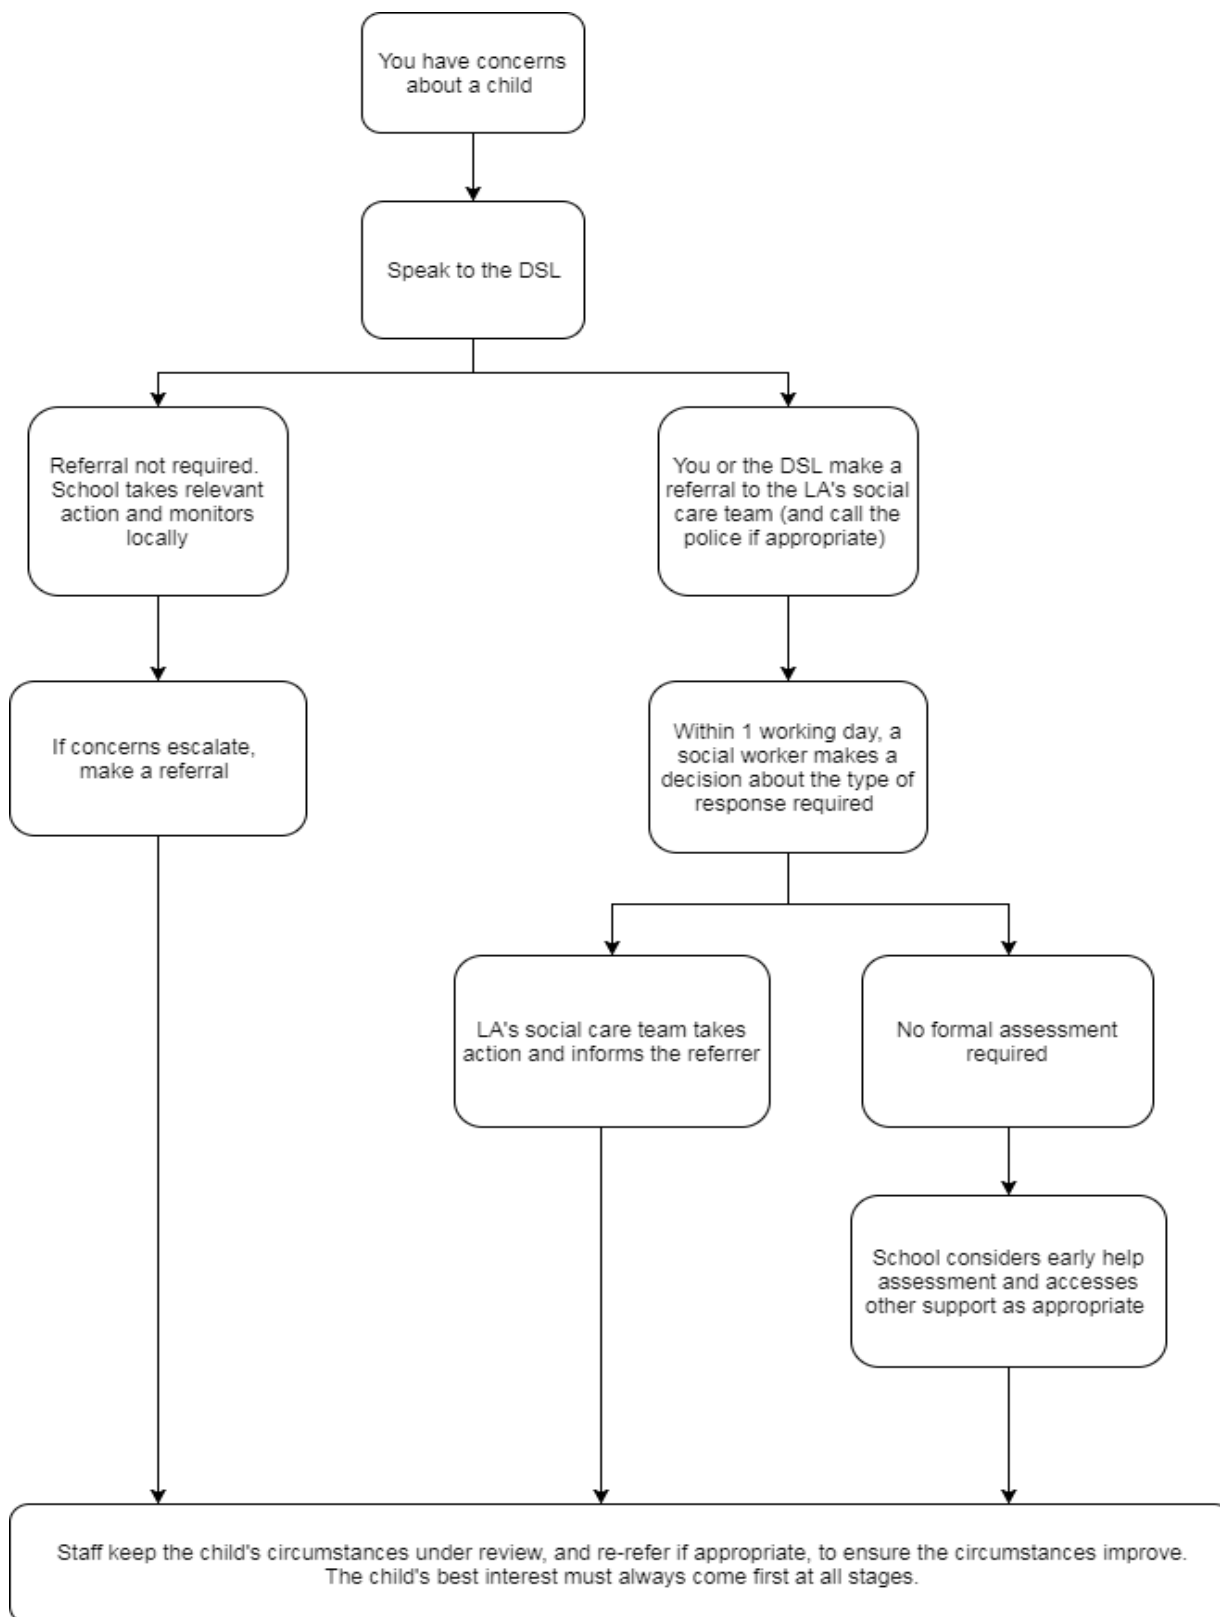 You have concerns
about a child
Speak to the DSL
Referral not required.
School takes relevant
action and monitors
locally
You or the DSL make a
referral to the LA's social
care team (and call the
police if appropriate)
If concerns escalate,
make a referral
Within 1 working day, a
social worker makes a
decision about the type of
response required
LA's social care team takes
action and informs the referrer
No formal assessment
required
School considers early help
assessment and accesses
other support as appropriate
Staff keep the child's circumstances under review, and re-refer if appropriate, to ensure the circumstances improve.
The child's best interest must always come first at all stages.